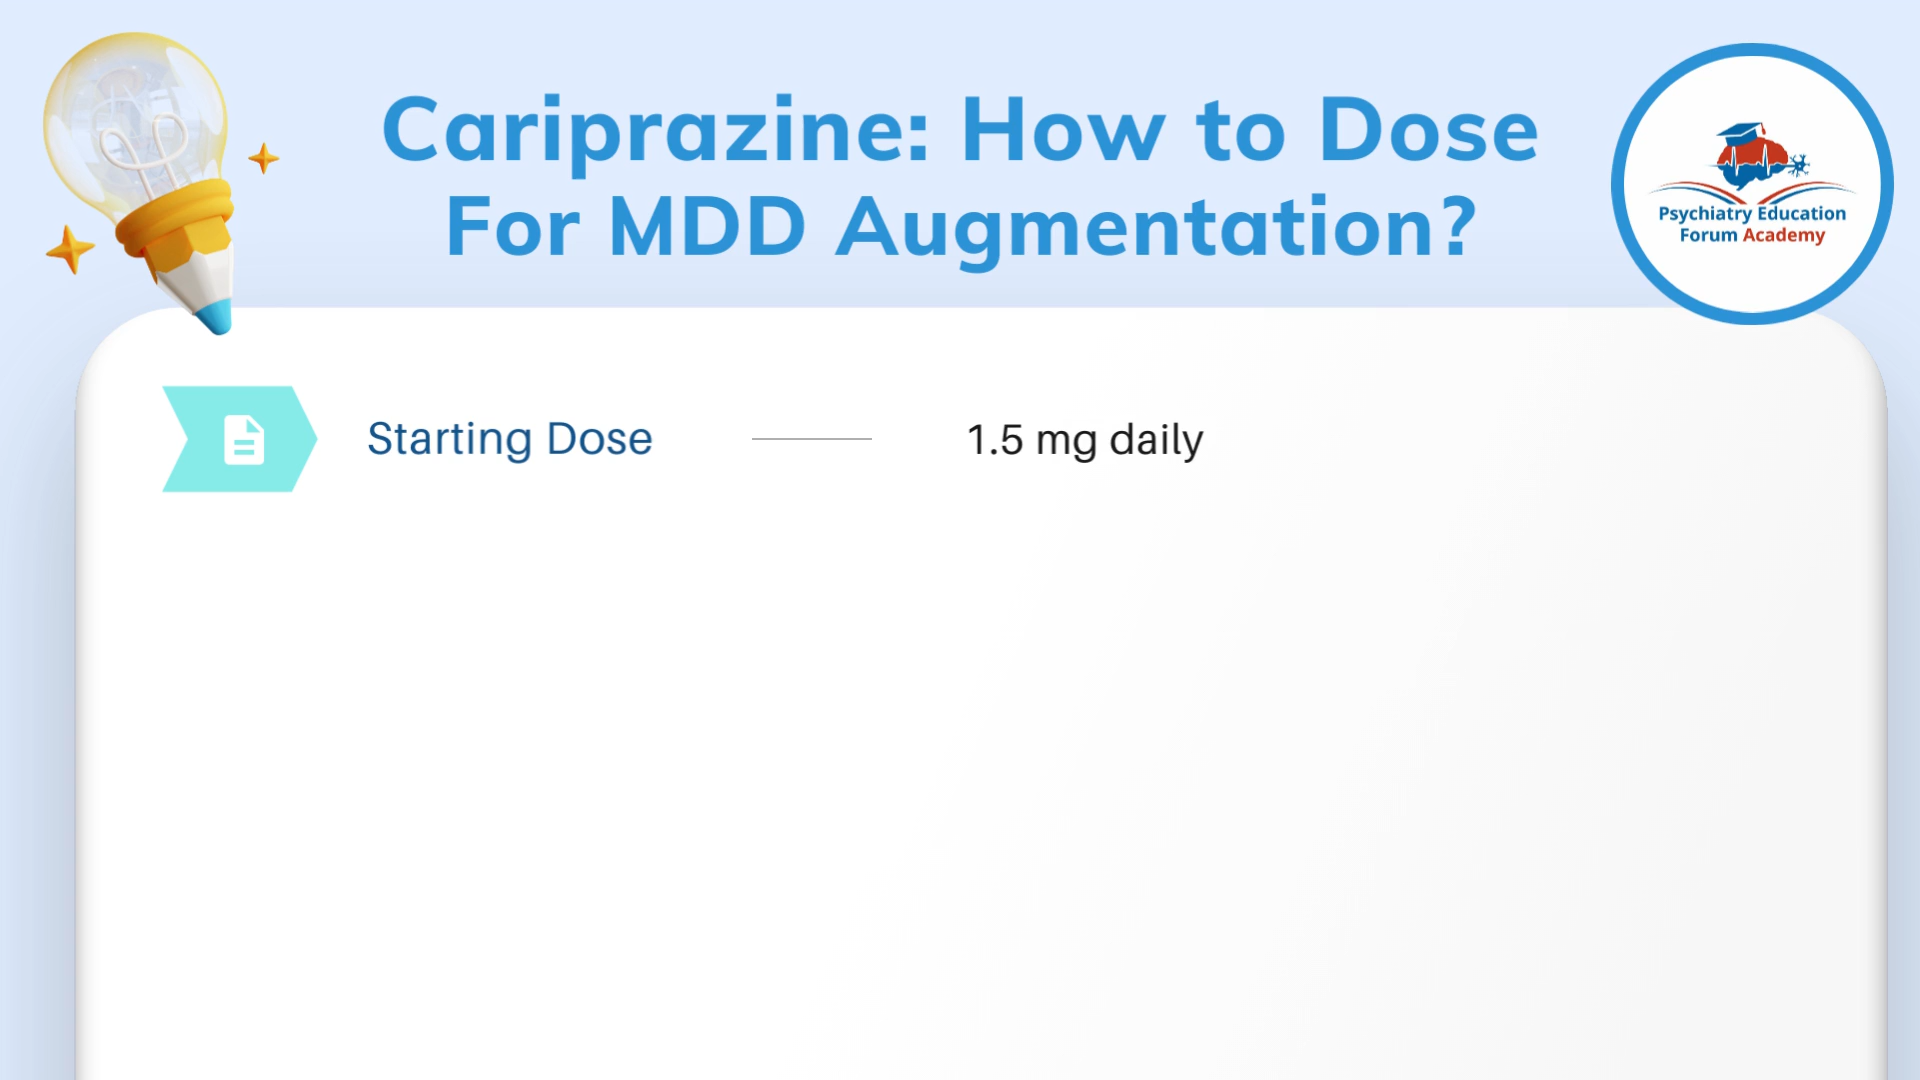 Cariprazine: How to Dose
For MDD Augmentation?
Psychiatry Education
Forum Academy
Starting Dose
1.5 mg daily